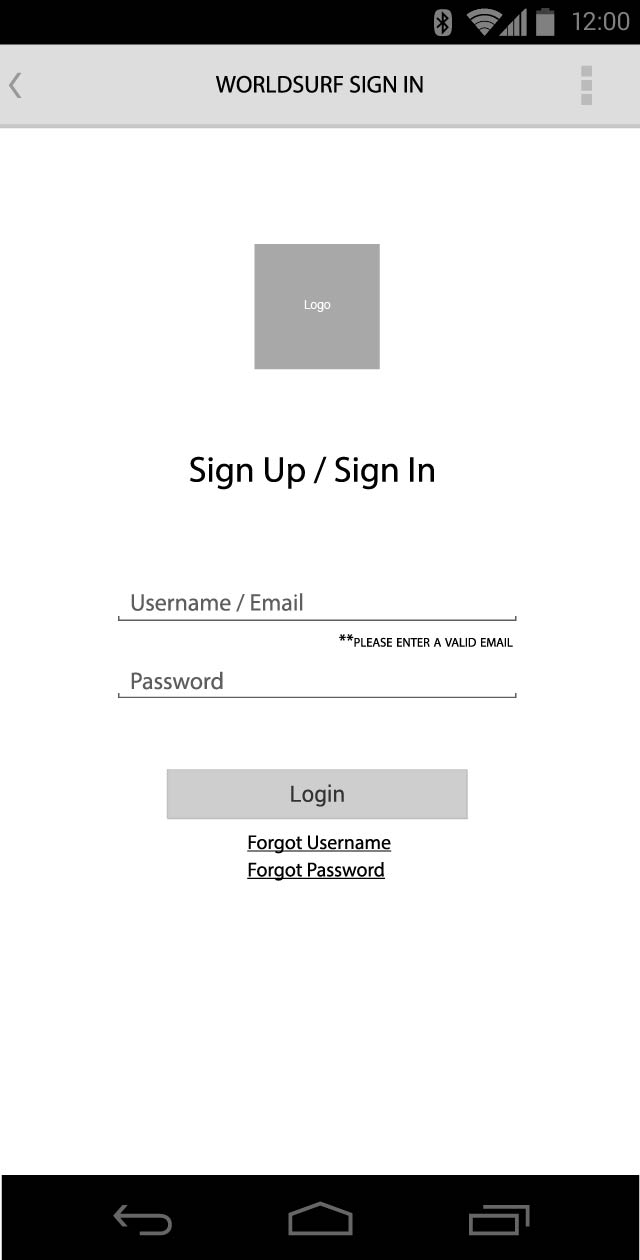 12:00
WORLDSURF SIGN IN
Logo
Sign Up / Sign In
Username / Email
**PLEASE ENTER A VALID EMAIL
Password
Login
Forgot Username
Forgot Password